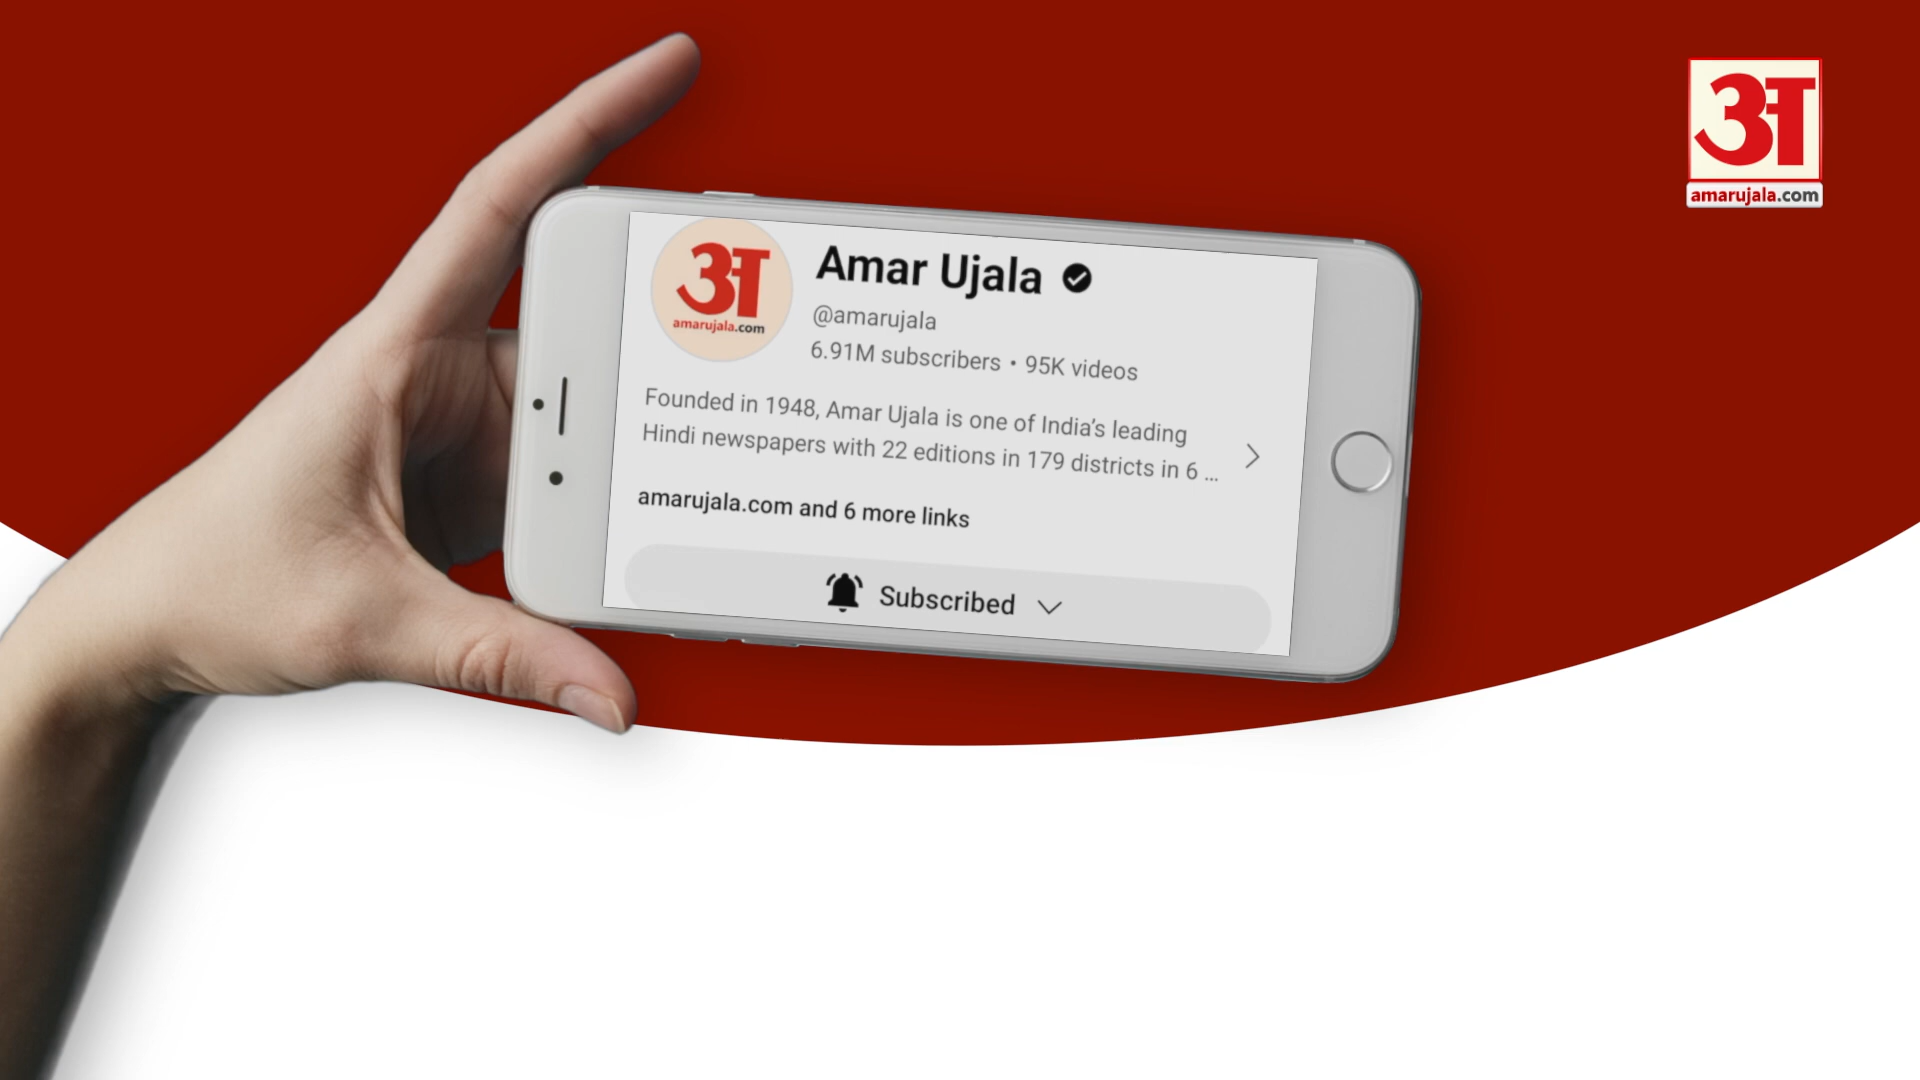 अ
amarujala.com
अ
amarujala.com
Amar Ujala
@amarujala
6.91M subscribers • 95K videos
Founded in 1948, Amar Ujala is one of India’s leading
Hindi newspapers with 22 editions in 179 districts in 6 ...
amarujala.com and 6 more links
Subscribed